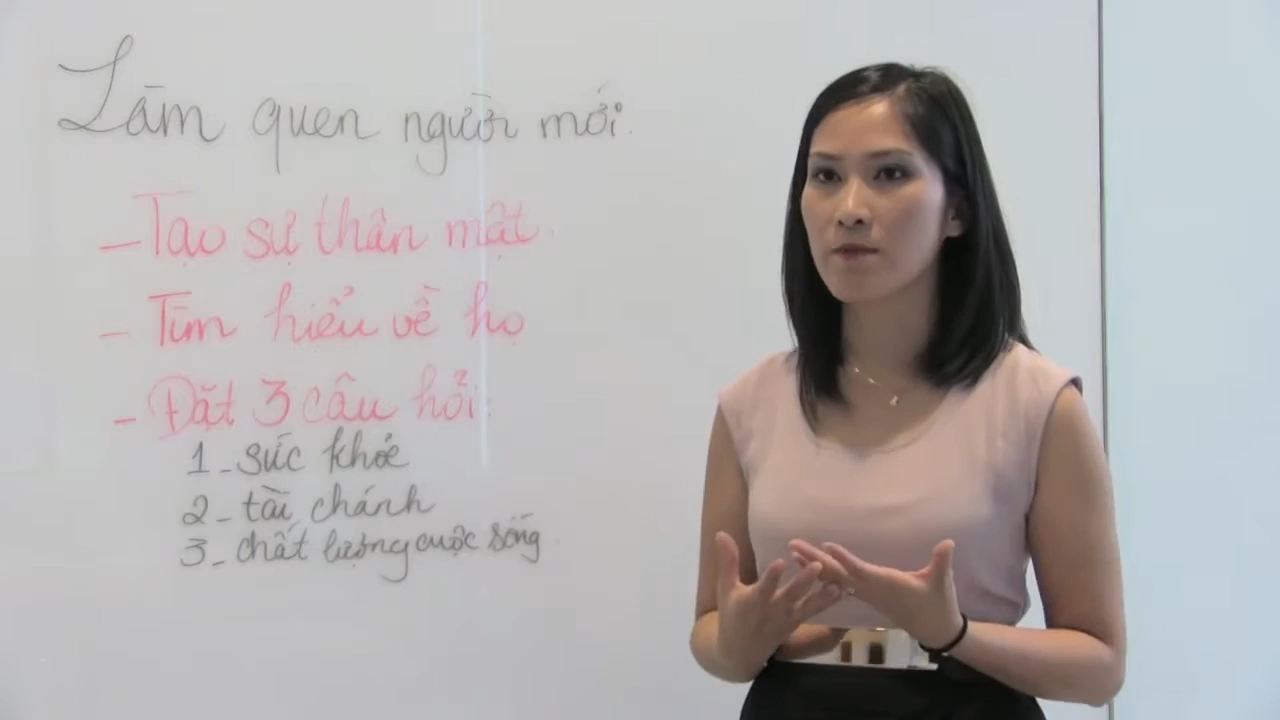 Làm quen người mới.
- Tạo sự thân mật.
- Tìm hiểu về họ
- Đặt 3 câu hỏi:
1 - sức khỏe
2 - tài chánh
3 - chất lượng cuộc sống